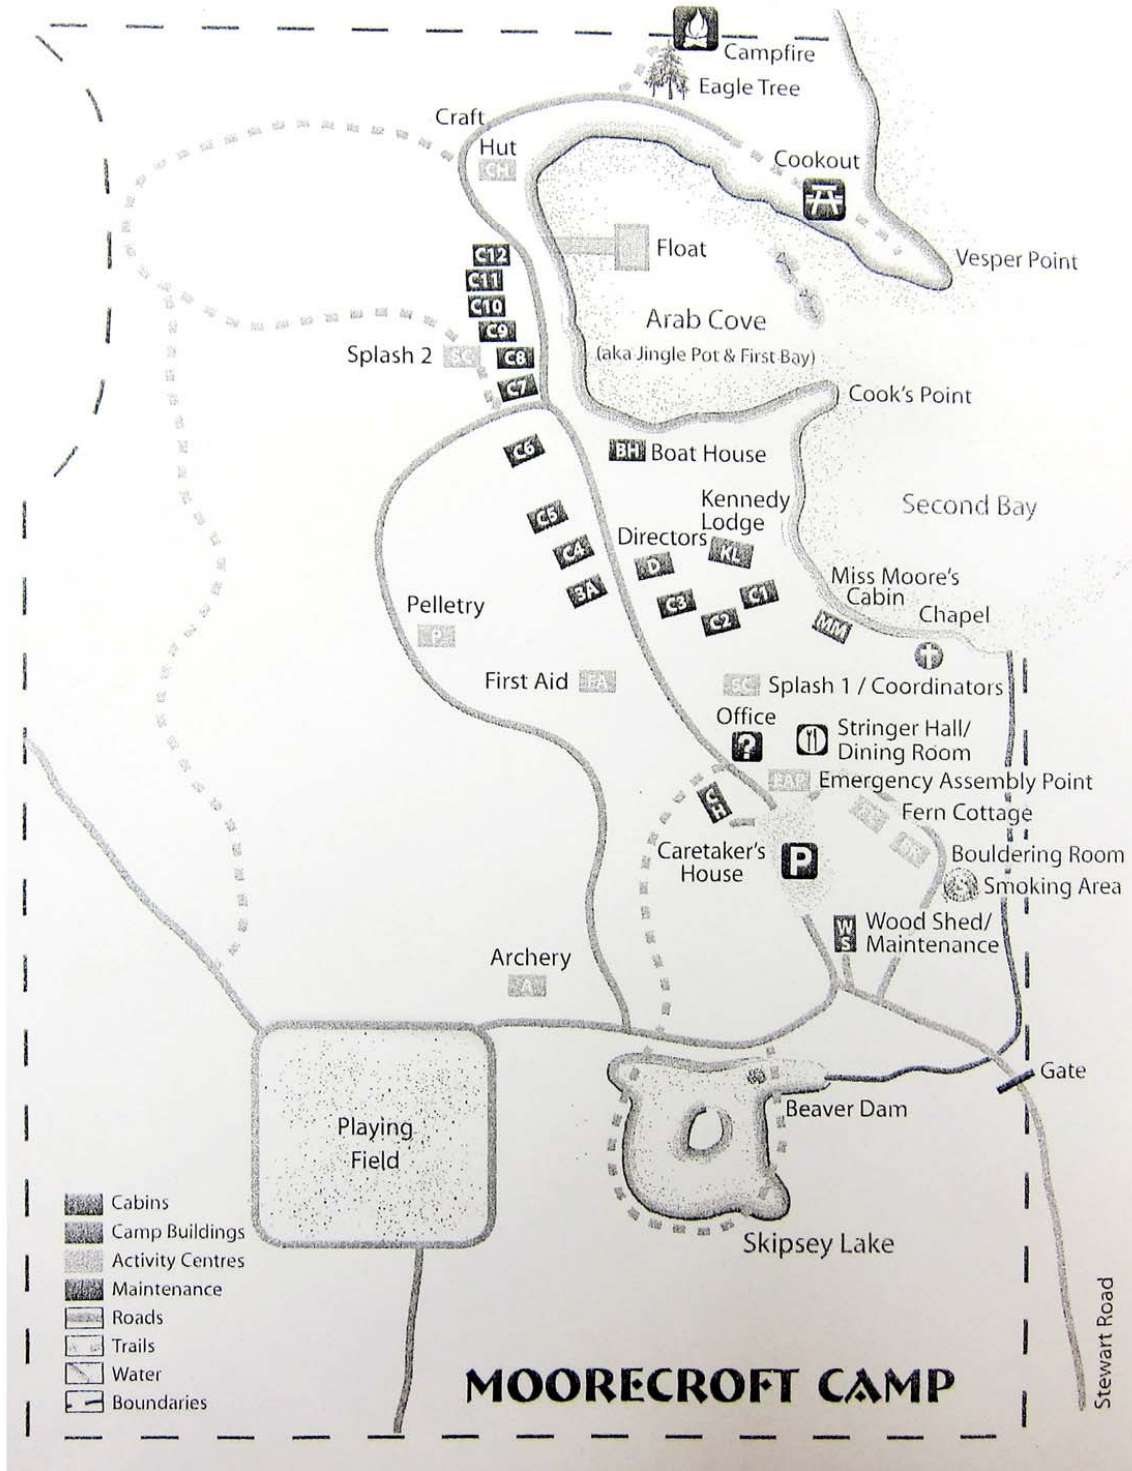 Campfire
Eagle Tree
Craft
Hut
CH
Cookout
Vesper Point
Float
C12
C11
C10
C9
Splash 2
SC
C8
C7
Arab Cove
(aka Jingle Pot & First Bay)
Cook's Point
C6
BH
Boat House
Second Bay
Kennedy
Lodge
C5
Directors
KL
C4
D
3A
C3
C1
C2
Miss Moore's
Cabin
MM
Chapel
Pelletry
P
First Aid
FA
SC
Splash 1 / Coordinators
Office
?
Stringer Hall/
Dining Room
EAP
Emergency Assembly Point
CH
Fern Cottage
Caretaker's
House
P
BR
Bouldering Room
S
Smoking Area
WS
Wood Shed/
Maintenance
Archery
A
Gate
Beaver Dam
Playing
Field
Skipsey Lake
Stewart Road
Cabins
Camp Buildings
Activity Centres
Maintenance
Roads
Trails
Water
Boundaries
MOORECROFT CAMP